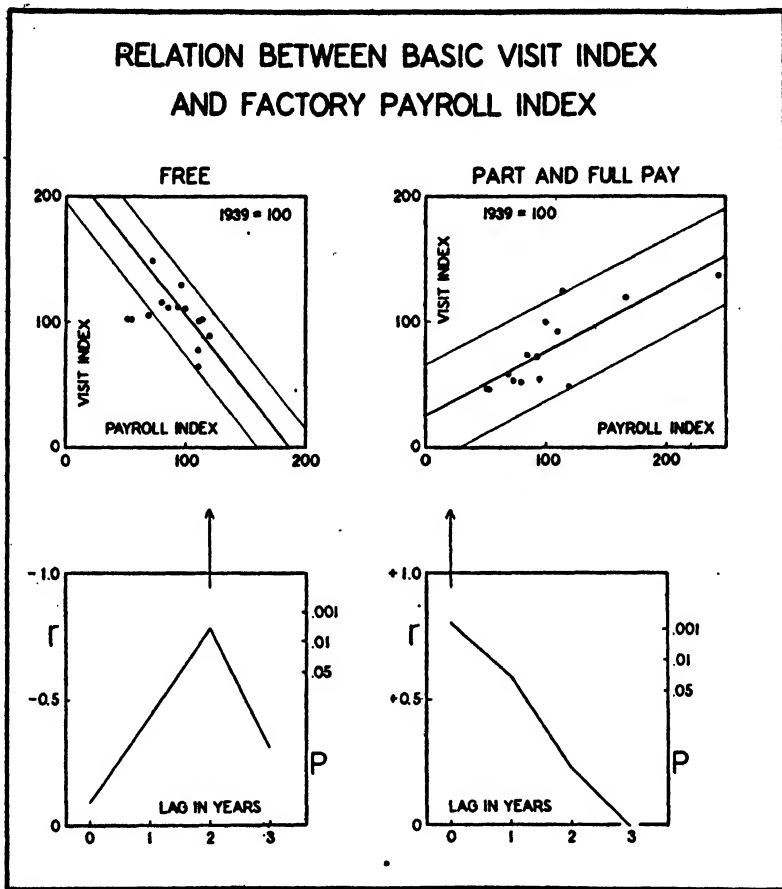 RELATION BETWEEN BASIC VISIT INDEX
AND FACTORY PAYROLL INDEX
FREE
200
1939 = 100
100
VISIT INDEX
PAYROLL INDEX
0
0
100
200
PART AND FULL PAY
200
1939 = 100
VISIT INDEX
100
PAYROLL INDEX
0
0
100
200
-1.0
r
.001
.01
.05
-0.5
P
LAG IN YEARS
0
0
1
2
3
+1.0
r
.001
.01
.05
+0.5
P
LAG IN YEARS
0
0
1
2
3